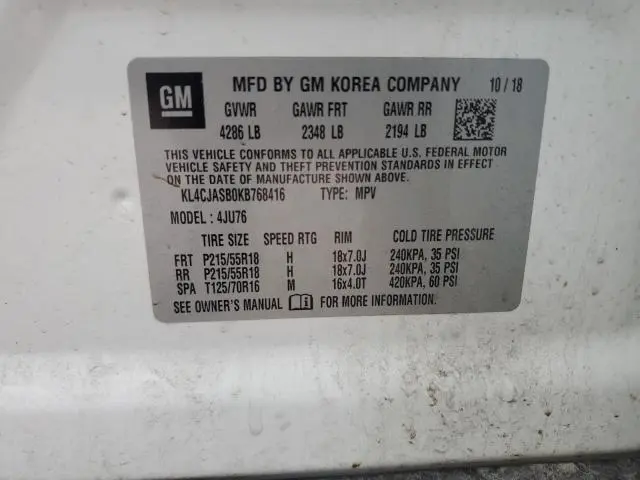 GM
MFD BY GM KOREA COMPANY 10 / 18
GVWR GAWR FRT GAWR RR
4286 LB 2348 LB 2194 LB
THIS VEHICLE CONFORMS TO ALL APPLICABLE U.S. FEDERAL MOTOR
VEHICLE SAFETY AND THEFT PREVENTION STANDARDS IN EFFECT
ON THE DATE OF MANUFACTURE SHOWN ABOVE.
KL4CJASB0KB768416 TYPE: MPV
MODEL : 4JU76
TIRE SIZE SPEED RTG RIM COLD TIRE PRESSURE
FRT P215/55R18 H 18x7.0J 240KPA, 35 PSI
RR P215/55R18 H 18x7.0J 240KPA, 35 PSI
SPA T125/70R16 M 16x4.0T 420KPA, 60 PSI
SEE OWNER'S MANUAL FOR MORE INFORMATION.